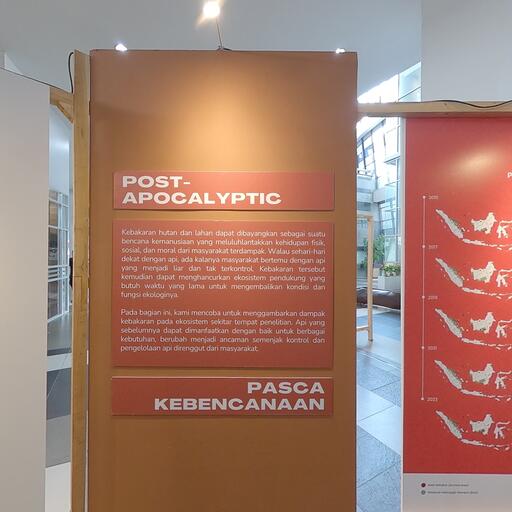 POST-
APOCALYPTIC
Kebakaran hutan dan lahan dapat dibayangkan sebagai suatu
bencana kemanusiaan yang meluluhlantakkan kehidupan fisik,
sosial, dan moral dari masyarakat terdampak. Walau sehari-hari
dekat dengan api, ada kalanya masyarakat bertemu dengan api
yang menjadi liar dan tak terkontrol. Kebakaran tersebut
kemudian dapat menghancurkan ekosistem pendukung yang
butuh waktu yang lama untuk mengembalikan kondisi dan
fungsi ekologinya.
Pada bagian ini, kami mencoba untuk menggambarkan dampak
kebakaran pada ekosistem sekitar tempat penelitian. Api yang
sebelumnya dapat dimanfaatkan dengan baik untuk berbagai
kebutuhan, berubah menjadi ancaman semenjak kontrol dan
pengelolaan api direnggut dari masyarakat.
PASCA
KEBENCANAAN
P
2015
2017
2019
2021
2023